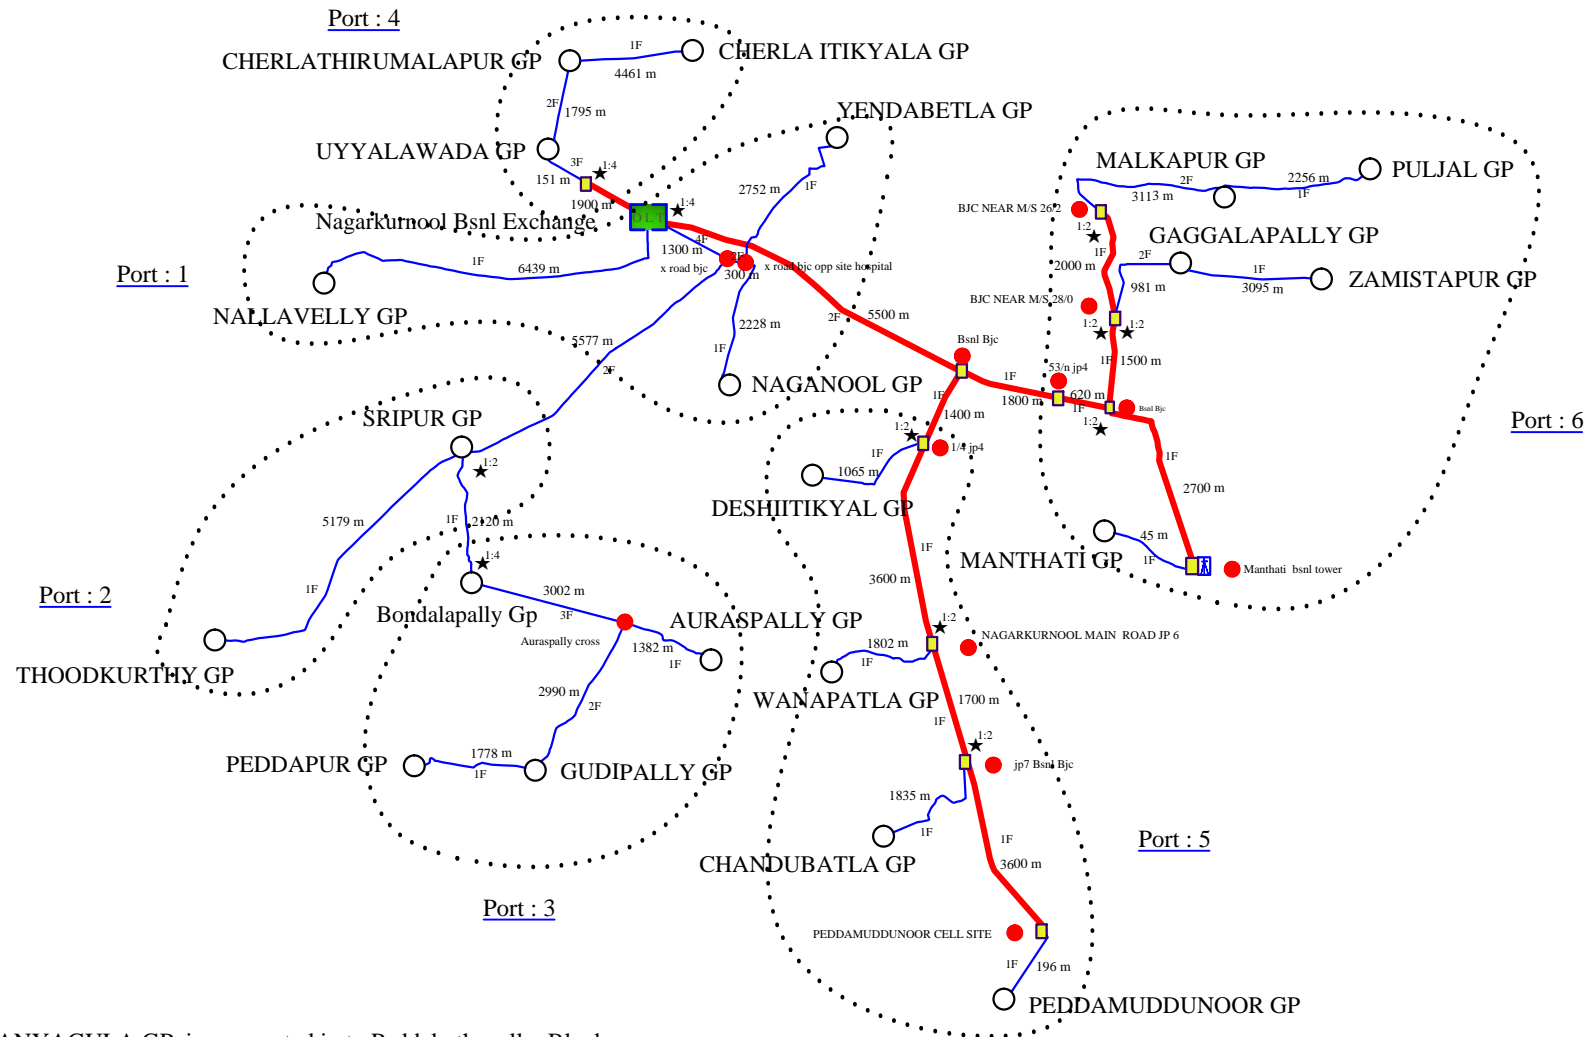 Port : 4
1F
CHERLATHIRUMALAPUR GP
CHERLA ITIKYALA GP
4461 m
2F
1795 m
YENDABETLA GP
UYYALAWADA GP
3F
1:4
151 m
1900 m
1:4
OLT
Nagarkurnool Bsnl Exchange
4F
1300 m
2F
300 m
x road bjc
x road bjc opp site hospital
2752 m
1F
MALKAPUR GP
2F
3113 m
2256 m
1F
PULJAL GP
BJC NEAR M/S 26/2
1:2
1F
2000 m
GAGGALAPALLY GP
2F
981 m
1F
3095 m
ZAMISTAPUR GP
BJC NEAR M/S 28/0
1:2
1:2
1F
1500 m
Port : 1
1F
6439 m
NALLAVELLY GP
5577 m
2F
2228 m
1F
NAGANOOL GP
5500 m
2F
Bsnl Bjc
1F
1800 m
53/n jp4
620 m
1F
Bsnl Bjc
1:2
Port : 6
SRIPUR GP
1:2
1F
1400 m
1:2
1/4 jp4
1F
1065 m
DESHIITIKYAL GP
1F
2700 m
5179 m
1F
1F
2120 m
1:4
45 m
1F
MANTHATI GP
Manthati bsnl tower
1F
3600 m
Port : 2
Bondalapally Gp
3002 m
3F
Auraspally cross
AURASPALLY GP
1382 m
1F
THOODKURTHY GP
1:2
NAGARKURNOOL MAIN ROAD JP 6
1802 m
1F
WANAPATLA GP
1700 m
1F
2990 m
2F
PEDDAPUR GP
1778 m
1F
GUDIPALLY GP
1:2
jp7 Bsnl Bjc
1835 m
1F
CHANDUBATLA GP
1F
3600 m
Port : 5
Port : 3
PEDDAMUDDUNOOR CELL SITE
1F
196 m
PEDDAMUDDUNOOR GP